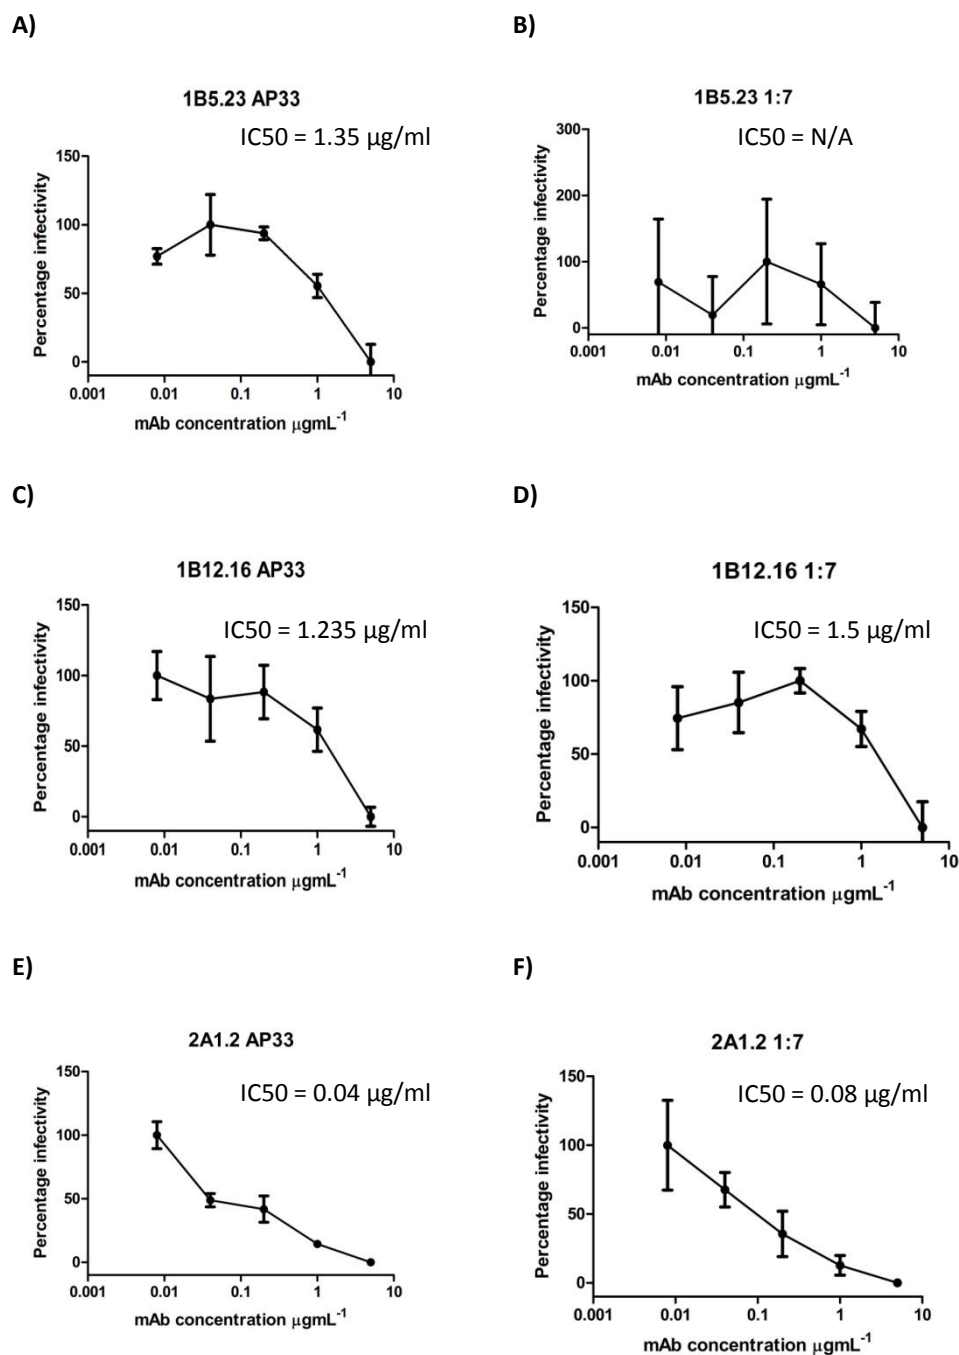 A)
1B5.23 AP33
IC50 = 1.35 µg/ml
150
100
50
0
Percentage infectivity
0.001
0.01
0.1
1
10
mAb concentration µgmL⁻¹
B)
1B5.23 1:7
IC50 = N/A
300
200
100
0
Percentage infectivity
0.001
0.01
0.1
1
10
mAb concentration µgmL⁻¹
C)
1B12.16 AP33
IC50 = 1.235 µg/ml
150
100
50
0
Percentage infectivity
0.001
0.01
0.1
1
10
mAb concentration µgmL⁻¹
D)
1B12.16 1:7
IC50 = 1.5 µg/ml
150
100
50
0
Percentage infectivity
0.001
0.01
0.1
1
10
mAb concentration µgmL⁻¹
E)
2A1.2 AP33
IC50 = 0.04 µg/ml
150
100
50
0
Percentage infectivity
0.001
0.01
0.1
1
10
mAb concentration µgmL⁻¹
F)
2A1.2 1:7
IC50 = 0.08 µg/ml
150
100
50
0
Percentage infectivity
0.001
0.01
0.1
1
10
mAb concentration µgmL⁻¹